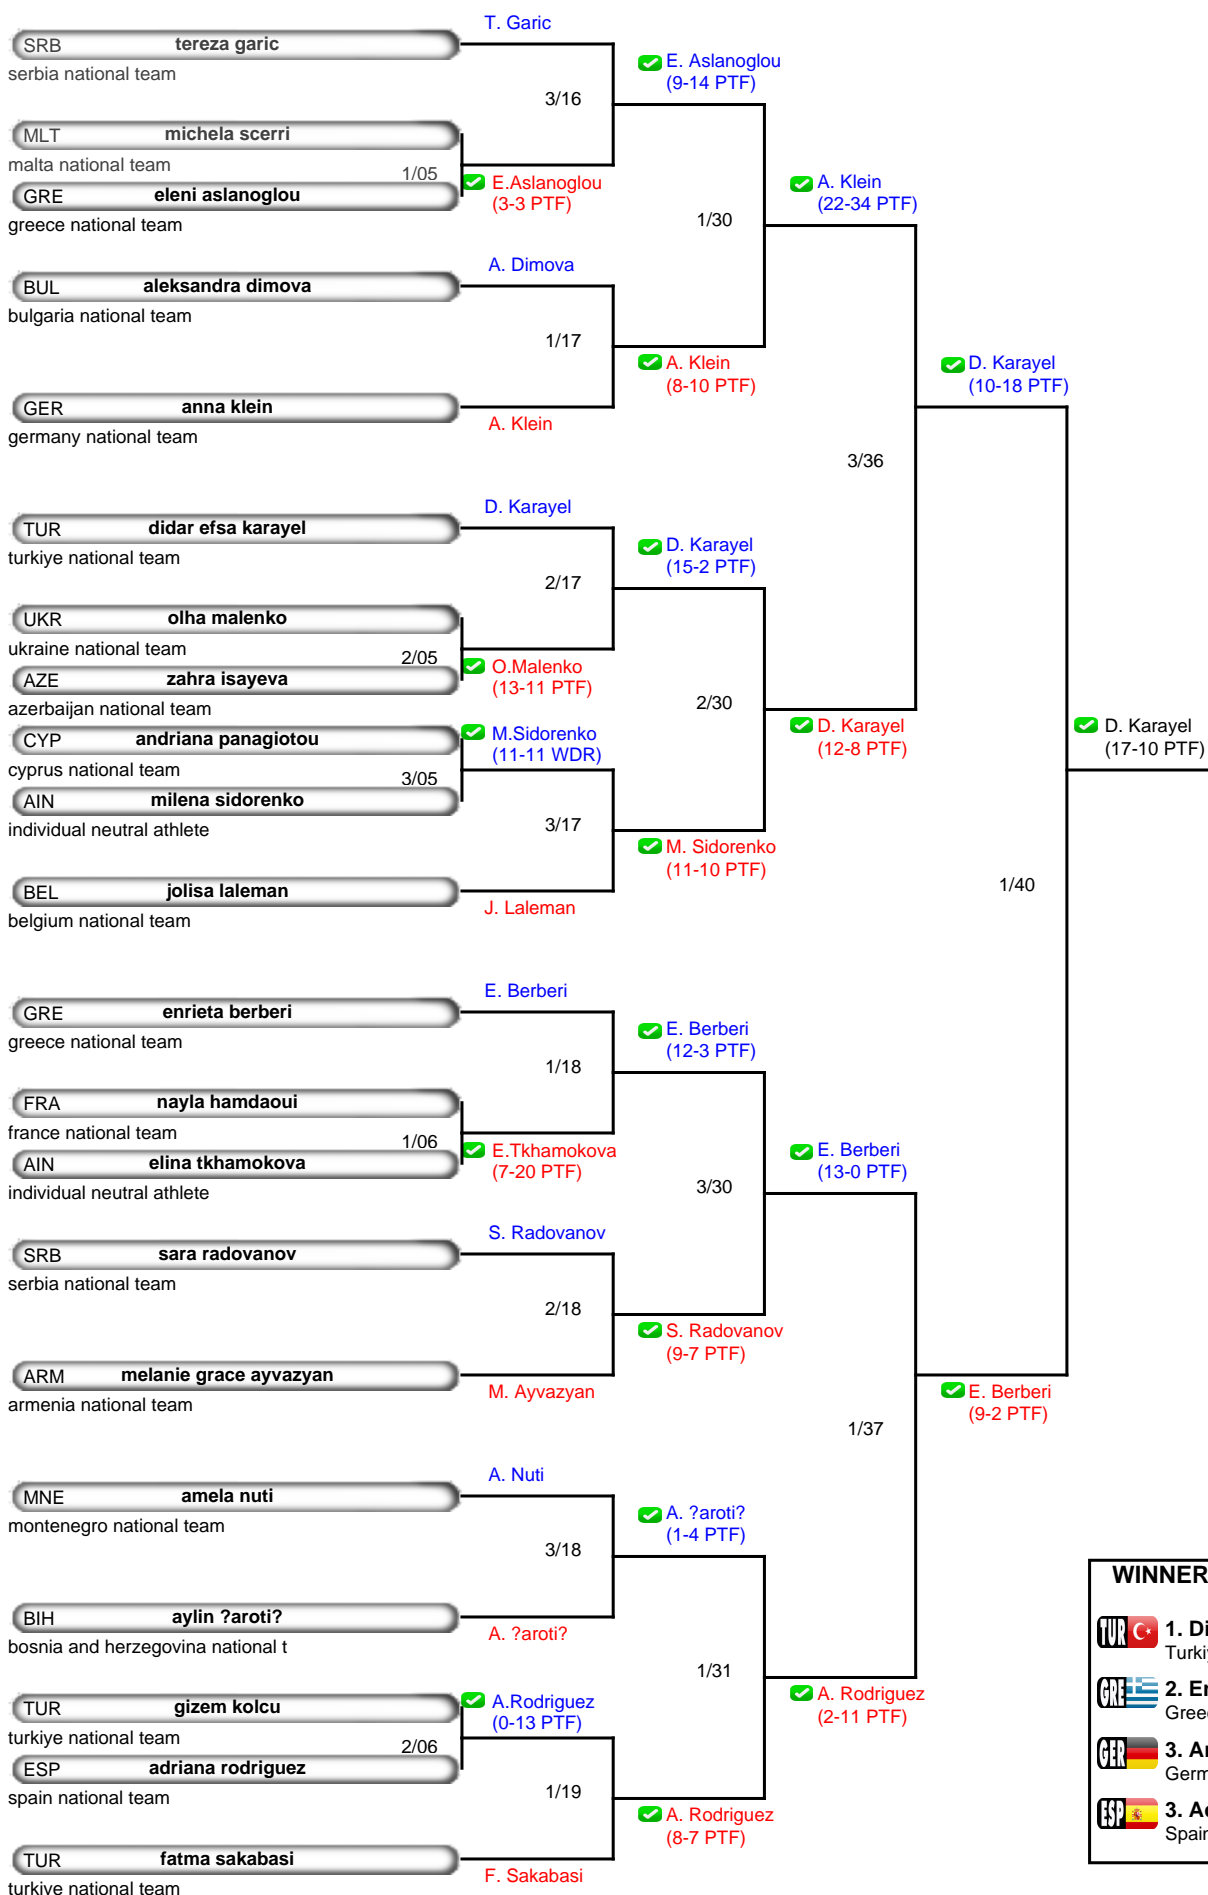 T. Garic
SRB tereza garic
serbia national team
E. Aslanoglou
(9-14 PTF)
3/16
MLT michela scerri
malta national team
1/05
E.Aslanoglou
(3-3 PTF)
GRE eleni aslanoglou
greece national team
A. Klein
(22-34 PTF)
1/30
A. Dimova
BUL aleksandra dimova
bulgaria national team
1/17
A. Klein
(8-10 PTF)
D. Karayel
(10-18 PTF)
GER anna klein
germany national team
A. Klein
3/36
D. Karayel
TUR didar efsa karayel
turkiye national team
D. Karayel
(15-2 PTF)
2/17
UKR olha malenko
ukraine national team
2/05
O.Malenko
(13-11 PTF)
AZE zahra isayeva
azerbaijan national team
2/30
CYP andriana panagiotou
cyprus national team
M.Sidorenko
(11-11 WDR)
D. Karayel
(12-8 PTF)
D. Karayel
(17-10 PTF)
3/05
AIN milena sidorenko
individual neutral athlete
3/17
M. Sidorenko
(11-10 PTF)
BEL jolisa laleman
belgium national team
J. Laleman
1/40
E. Berberi
GRE enrieta berberi
greece national team
E. Berberi
(12-3 PTF)
1/18
FRA nayla hamdaoui
france national team
1/06
E.Tkhamokova
(7-20 PTF)
AIN elina tkhamokova
individual neutral athlete
E. Berberi
(13-0 PTF)
3/30
S. Radovanov
SRB sara radovanov
serbia national team
2/18
S. Radovanov
(9-7 PTF)
ARM melanie grace ayvazyan
armenia national team
M. Ayvazyan
E. Berberi
(9-2 PTF)
1/37
A. Nuti
MNE amela nuti
montenegro national team
A. ?aroti?
(1-4 PTF)
3/18
BIH aylin ?aroti?
bosnia and herzegovina national t
A. ?aroti?
1/31
TUR gizem kolcu
turkiye national team
A.Rodriguez
(0-13 PTF)
A. Rodriguez
(2-11 PTF)
2/06
ESP adriana rodriguez
spain national team
1/19
A. Rodriguez
(8-7 PTF)
TUR fatma sakabasi
turkiye national team
F. Sakabasi
WINNER
TUR 1. Di
Turkiy
GRE 2. En
Greec
GER 3. An
Germ
ESP 3. Ad
Spain